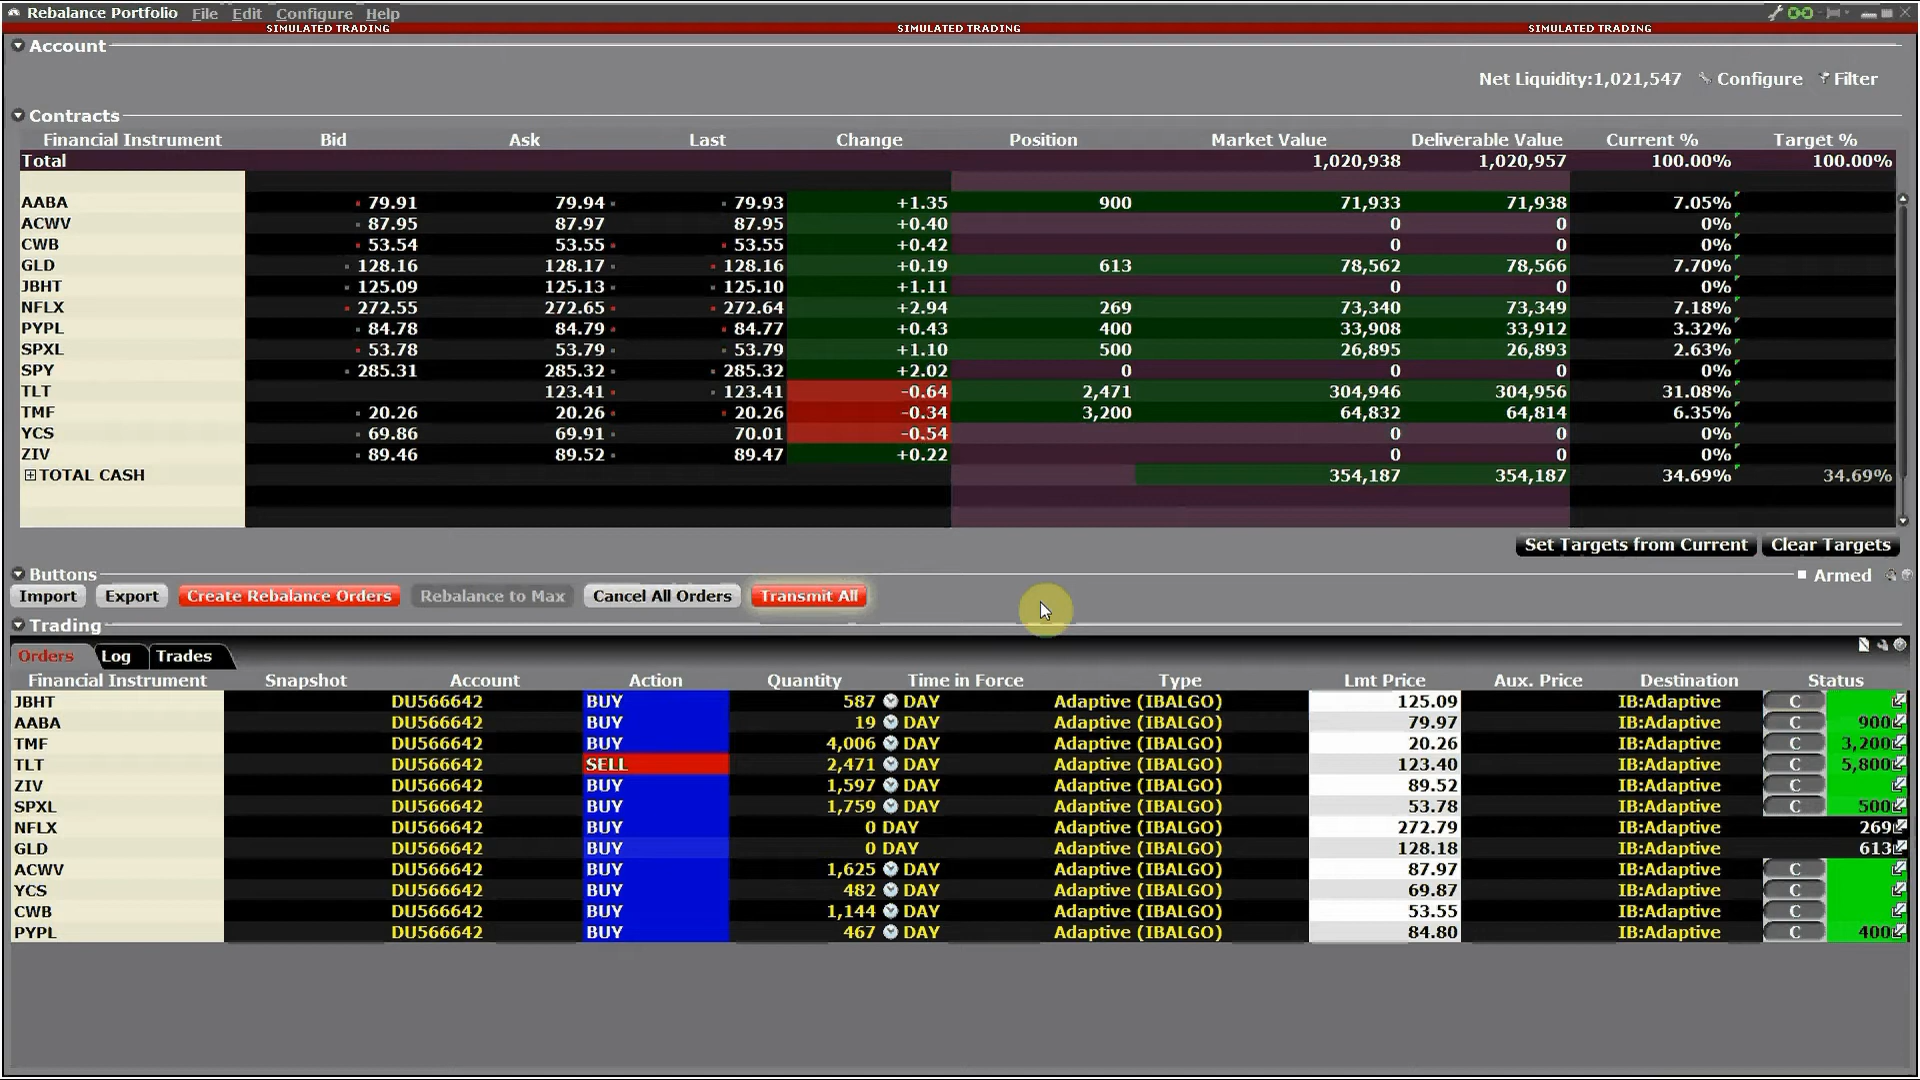 Rebalance Portfolio File Edit Configure Help
SIMULATED TRADING SIMULATED TRADING SIMULATED TRADING
Account
Net Liquidity:1,021,547 Configure Filter
Contracts
Financial Instrument Bid Ask Last Change Position Market Value Deliverable Value Current % Target %
Total 1,020,938 1,020,957 100.00% 100.00%
AABA 79.91 79.94 79.93 +1.35 900 71,933 71,938 7.05%
ACWV 87.95 87.97 87.95 +0.40 0 0 0%
CWB 53.54 53.55 53.55 +0.42 0 0 0%
GLD 128.16 128.17 128.16 +0.19 613 78,562 78,566 7.70%
JBHT 125.09 125.13 125.10 +1.11 0 0 0%
NFLX 272.55 272.65 272.64 +2.94 269 73,340 73,349 7.18%
PYPL 84.78 84.79 84.77 +0.43 400 33,908 33,912 3.32%
SPXL 53.78 53.79 53.79 +1.10 500 26,895 26,893 2.63%
SPY 285.31 285.32 285.32 +2.02 0 0 0 0%
TLT 123.41 123.41 -0.64 2,471 304,946 304,956 31.08%
TMF 20.26 20.26 20.26 -0.34 3,200 64,832 64,814 6.35%
YCS 69.86 69.91 70.01 -0.54 0 0 0%
ZIV 89.46 89.52 89.47 +0.22 0 0 0%
TOTAL CASH 354,187 354,187 34.69% 34.69%
Set Targets from Current Clear Targets
Buttons Armed
Import Export Create Rebalance Orders Rebalance to Max Cancel All Orders Transmit All
Trading
Orders Log Trades
Financial Instrument Snapshot Account Action Quantity Time in Force Type Lmt Price Aux. Price Destination Status
JBHT DU566642 BUY 587 DAY Adaptive (IBALGO) 125.09 IB:Adaptive C
AABA DU566642 BUY 19 DAY Adaptive (IBALGO) 79.97 IB:Adaptive C 900
TMF DU566642 BUY 4,006 DAY Adaptive (IBALGO) 20.26 IB:Adaptive C 3,200
TLT DU566642 SELL 2,471 DAY Adaptive (IBALGO) 123.40 IB:Adaptive C 5,800
ZIV DU566642 BUY 1,597 DAY Adaptive (IBALGO) 89.52 IB:Adaptive C
SPXL DU566642 BUY 1,759 DAY Adaptive (IBALGO) 53.78 IB:Adaptive C 500
NFLX DU566642 BUY 0 DAY Adaptive (IBALGO) 272.79 IB:Adaptive 269
GLD DU566642 BUY 0 DAY Adaptive (IBALGO) 128.18 IB:Adaptive 613
ACWV DU566642 BUY 1,625 DAY Adaptive (IBALGO) 87.97 IB:Adaptive C
YCS DU566642 BUY 482 DAY Adaptive (IBALGO) 69.87 IB:Adaptive C
CWB DU566642 BUY 1,144 DAY Adaptive (IBALGO) 53.55 IB:Adaptive C
PYPL DU566642 BUY 467 DAY Adaptive (IBALGO) 84.80 IB:Adaptive C 400